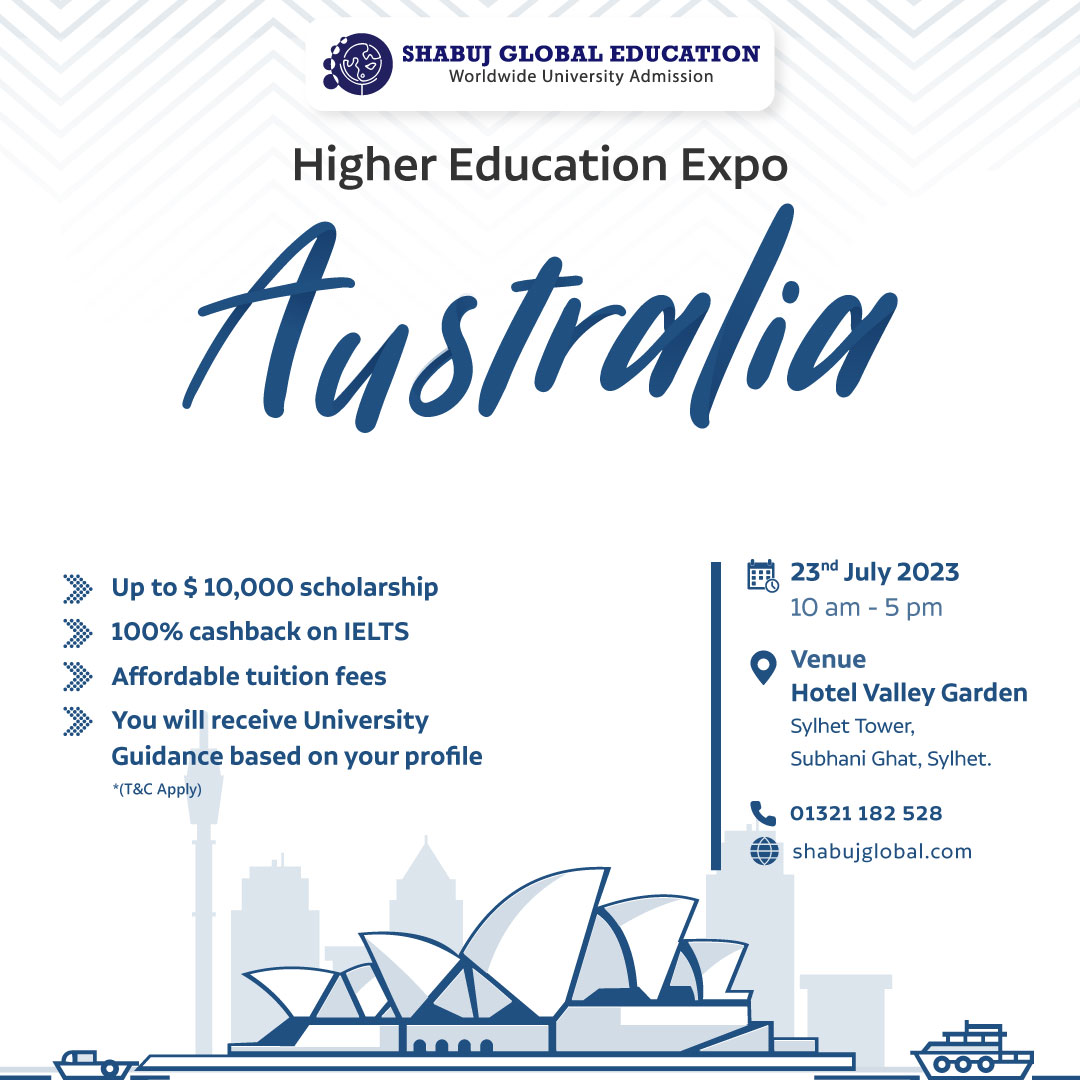 SHABUJ GLOBAL EDUCATION
Worldwide University Admission
Higher Education Expo
Australia
Up to $ 10,000 scholarship
100% cashback on IELTS
Affordable tuition fees
You will receive University
Guidance based on your profile
*(T&C Apply)
23nd July 2023
10 am - 5 pm
Venue
Hotel Valley Garden
Sylhet Tower,
Subhani Ghat, Sylhet.
01321 182 528
shabujglobal.com